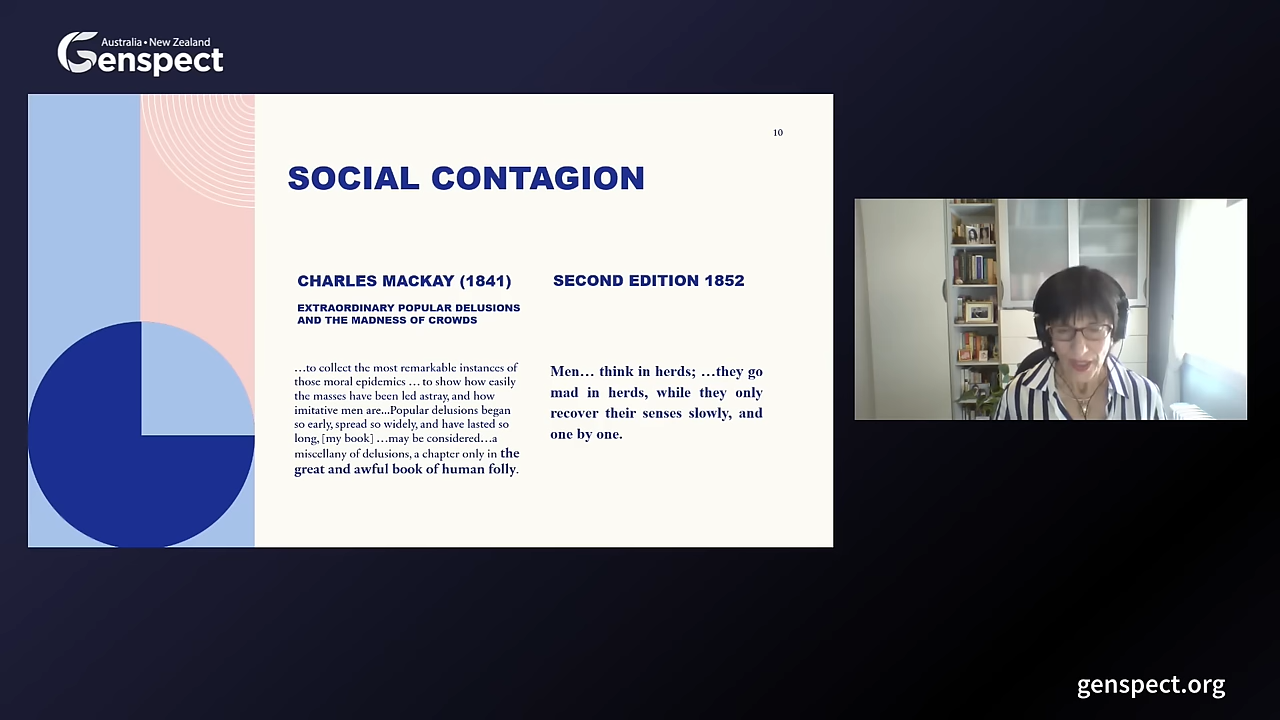 Australia • New Zealand
Genspect
10
SOCIAL CONTAGION
CHARLES MACKAY (1841)
EXTRAORDINARY POPULAR DELUSIONS
AND THE MADNESS OF CROWDS
…to collect the most remarkable instances of
those moral epidemics … to show how easily
the masses have been led astray, and how
imitative men are...Popular delusions began
so early, spread so widely, and have lasted so
long, [my book] …may be considered…a
miscellany of delusions, a chapter only in the
great and awful book of human folly.
SECOND EDITION 1852
Men… think in herds; …they go
mad in herds, while they only
recover their senses slowly, and
one by one.
genspect.org